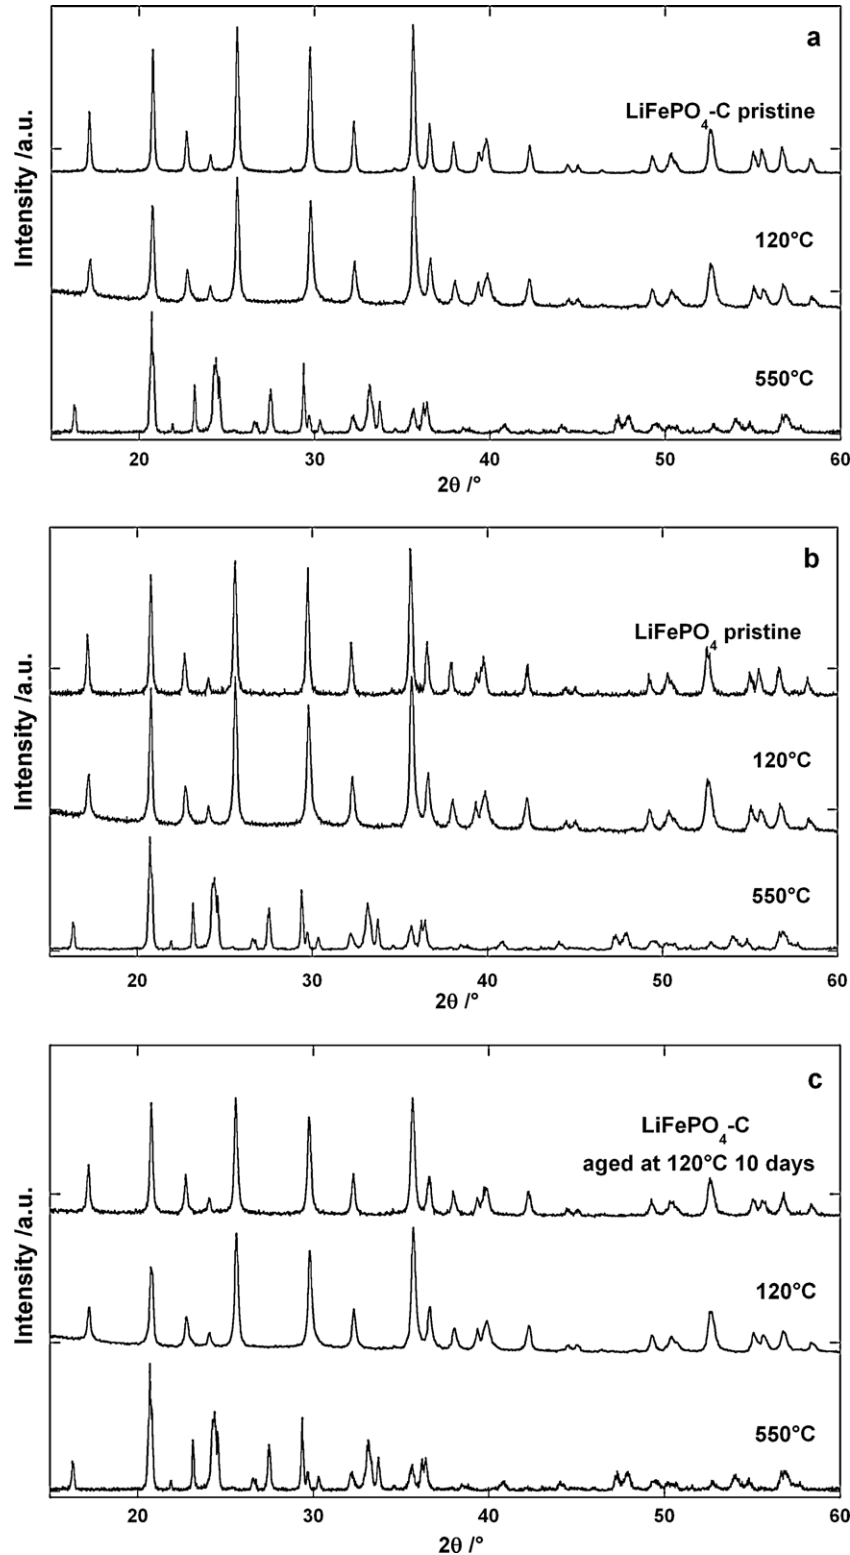 a
LiFePO4-C pristine
120°C
550°C
Intensity /a.u.
20 30 40 50 60
2θ /°
b
LiFePO4 pristine
120°C
550°C
Intensity /a.u.
20 30 40 50 60
2θ /°
c
LiFePO4-C
aged at 120°C 10 days
120°C
550°C
Intensity /a.u.
20 30 40 50 60
2θ /°